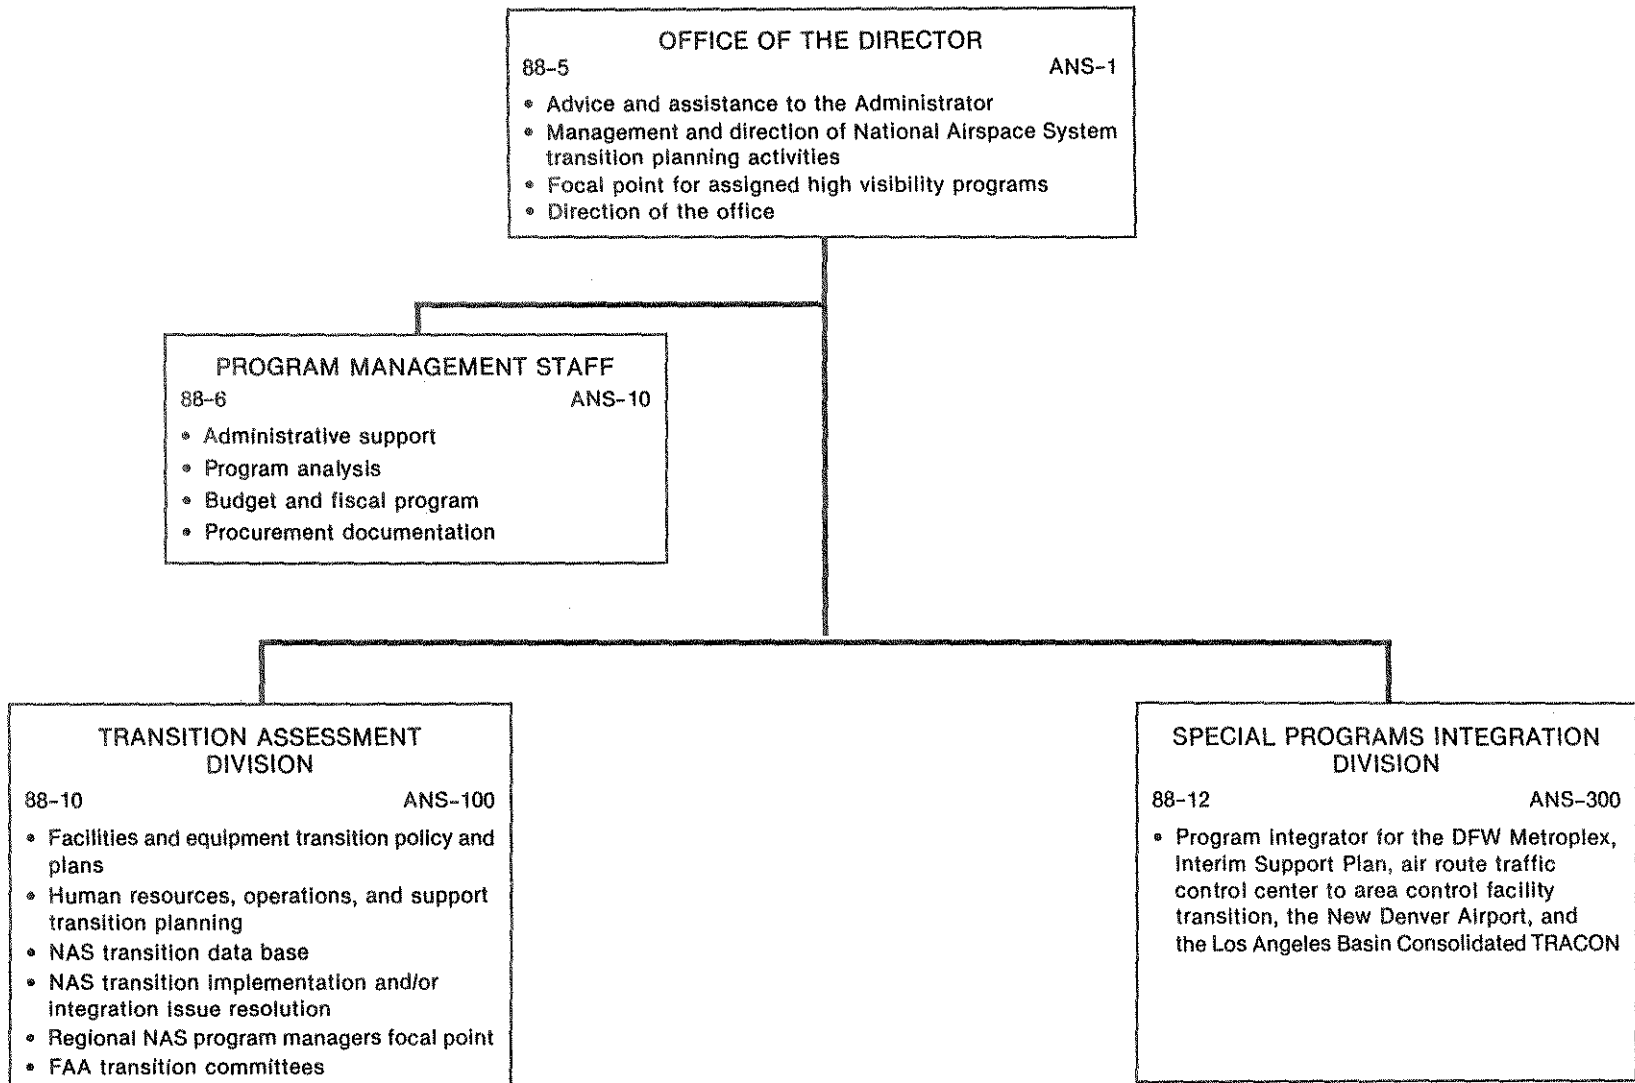 OFFICE OF THE DIRECTOR
88-5 ANS-1
• Advice and assistance to the Administrator
• Management and direction of National Airspace System
transition planning activities
• Focal point for assigned high visibility programs
• Direction of the office
PROGRAM MANAGEMENT STAFF
88-6 ANS-10
• Administrative support
• Program analysis
• Budget and fiscal program
• Procurement documentation
TRANSITION ASSESSMENT
DIVISION
88-10 ANS-100
• Facilities and equipment transition policy and
plans
• Human resources, operations, and support
transition planning
• NAS transition data base
• NAS transition implementation and/or
integration issue resolution
• Regional NAS program managers focal point
• FAA transition committees
SPECIAL PROGRAMS INTEGRATION
DIVISION
88-12 ANS-300
• Program integrator for the DFW Metroplex,
Interim Support Plan, air route traffic
control center to area control facility
transition, the New Denver Airport, and
the Los Angeles Basin Consolidated TRACON